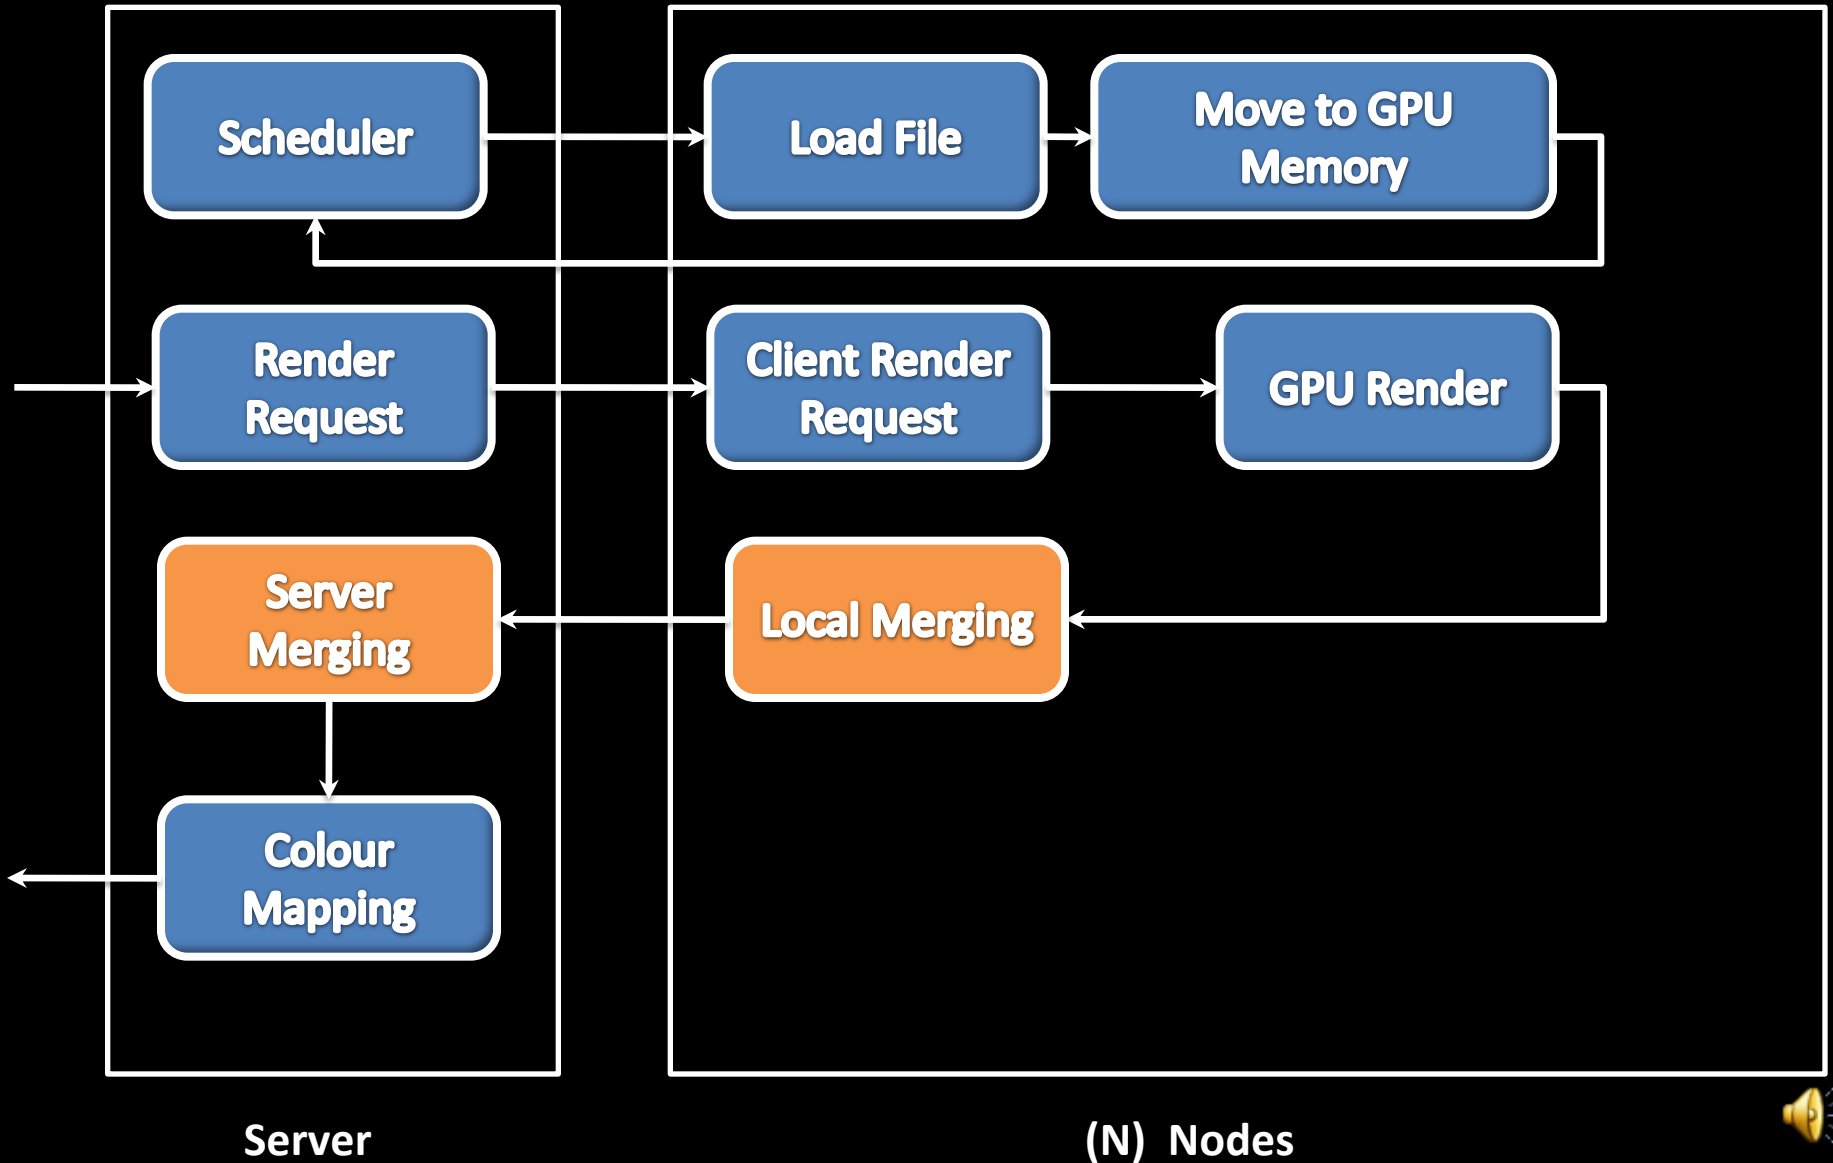 Scheduler
Load File
Move to GPU
Memory
Render
Request
Client Render
Request
GPU Render
Server
Merging
Local Merging
Colour
Mapping
Server
(N) Nodes